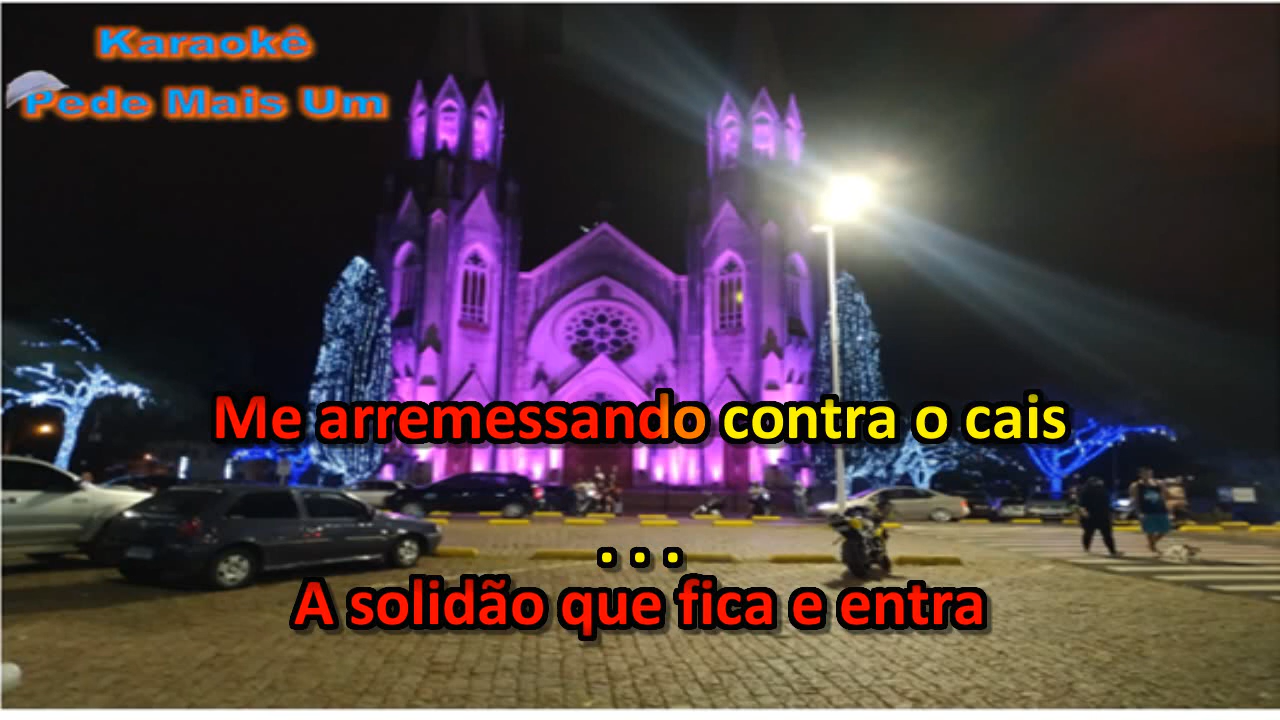 Karaokê
Pede Mais Um
Me arremessando contra o cais
. . .
A solidão que fica e entra